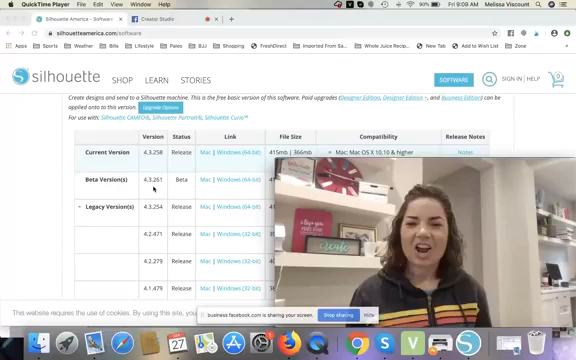 QuickTime Player File Edit View Window Help
90% Fri 9:09 AM Melissa Viscount
Silhouette America - Software
Creator Studio
silhouetteamerica.com/software
Apps Sports Weather Bills Lifestyle Palos BJJ Shopping FreshDirect Imported From Sa... Whole Juice Recip... Add to Wish List Zoey
silhouette SHOP LEARN STORIES SOFTWARE SIGN IN | HELP 0
Create designs and send to a Silhouette machine. This is the free basic version of this software. Paid upgrades (Designer Edition, Designer Edition +, and Business Edition) can be
applied onto to this version. Upgrade Options
For use with: Silhouette CAMEO®, Silhouette Portrait®, Silhouette Curio™
Version Status Link File Size Compatibility Release Notes
Current Version 4.3.258 Release Mac | Windows (64-bit) 415mb | 366mb Mac: Mac OS X 10.10 & higher Notes
Beta Version(s) 4.3.261 Beta Mac | Windows (64-bit)
- Legacy Version(s) 4.3.254 Release Mac | Windows (64-bit)
4.2.471 Release Mac | Windows (32-bit)
4.2.279 Release Mac | Windows (32-bit)
4.1.479 Release Mac | Windows (32-bit)
create
This website requires the use of cookies. By using this site, you
business.facebook.com is sharing your screen. Stop sharing Hide
27